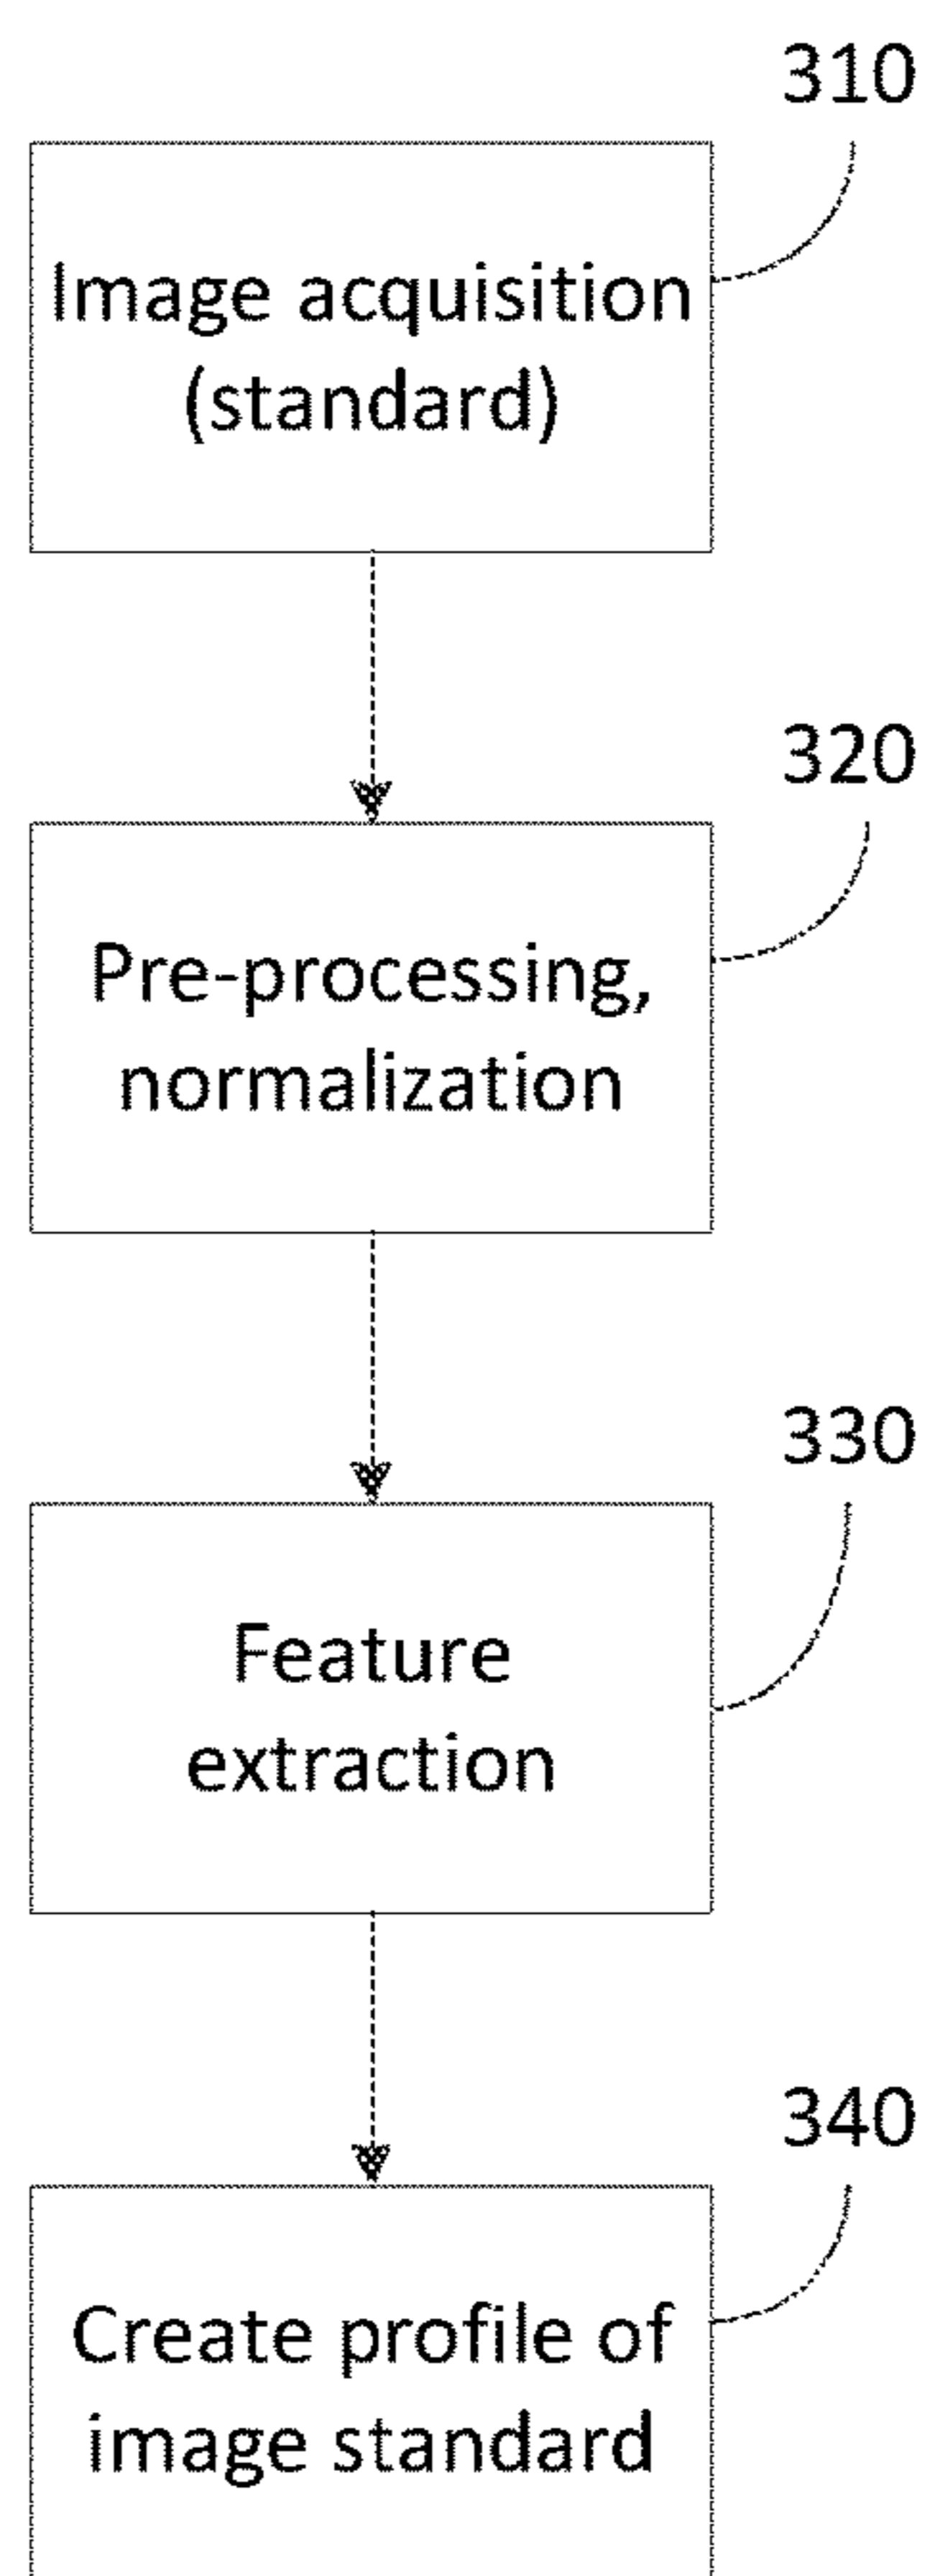 310
Image acquisition
(standard)
320
Pre-processing,
normalization
330
Feature
extraction
340
Create profile of
image standard